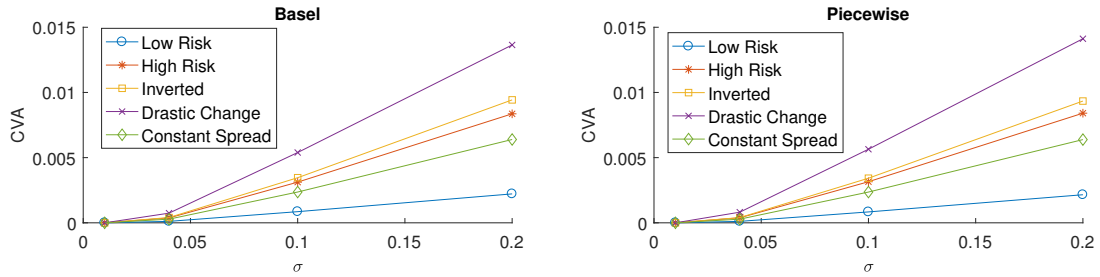 Basel
0.015
0.01
0.005
0
CVA
Low Risk
High Risk
Inverted
Drastic Change
Constant Spread
0 0.05 0.1 0.15 0.2
σ
Piecewise
0.015
0.01
0.005
0
CVA
Low Risk
High Risk
Inverted
Drastic Change
Constant Spread
0 0.05 0.1 0.15 0.2
σ